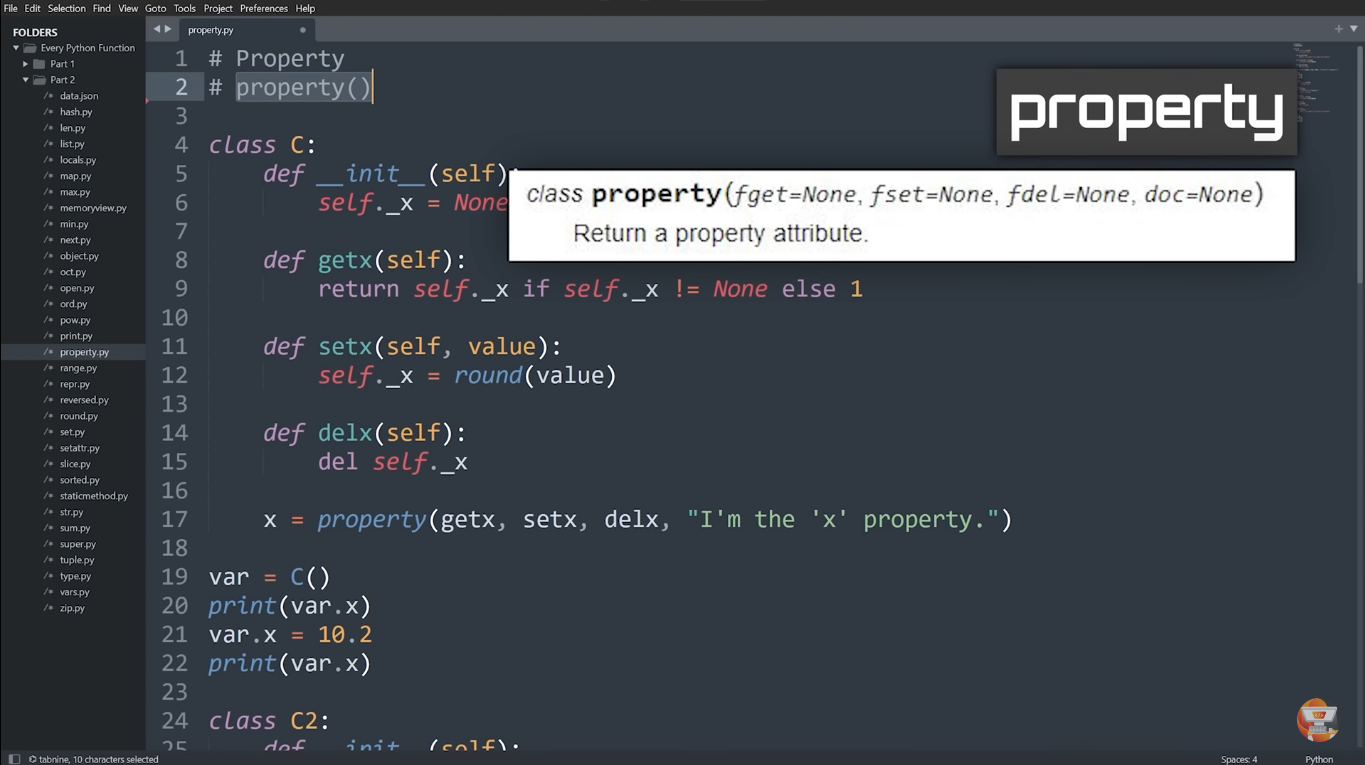 File Edit Selection Find View Goto Tools Project Preferences Help
FOLDERS
Every Python Function
Part 1
Part 2
data.json
hash.py
len.py
list.py
locals.py
map.py
max.py
memoryview.py
min.py
next.py
object.py
oct.py
open.py
ord.py
pow.py
print.py
property.py
range.py
repr.py
reversed.py
round.py
set.py
setattr.py
slice.py
sorted.py
staticmethod.py
str.py
sum.py
super.py
tuple.py
type.py
vars.py
zip.py
property.py
1 # Property
2 # property()
3
4 class C:
5 def __init__(self):
6 self._x = None
7
8 def getx(self):
9 return self._x if self._x != None else 1
10
11 def setx(self, value):
12 self._x = round(value)
13
14 def delx(self):
15 del self._x
16
17 x = property(getx, setx, delx, "I'm the 'x' property.")
18
19 var = C()
20 print(var.x)
21 var.x = 10.2
22 print(var.x)
23
24 class C2:
25 def __init__(self):
property
class property(fget=None, fset=None, fdel=None, doc=None)
Return a property attribute.
tabnine, 10 characters selected
Spaces: 4
Python